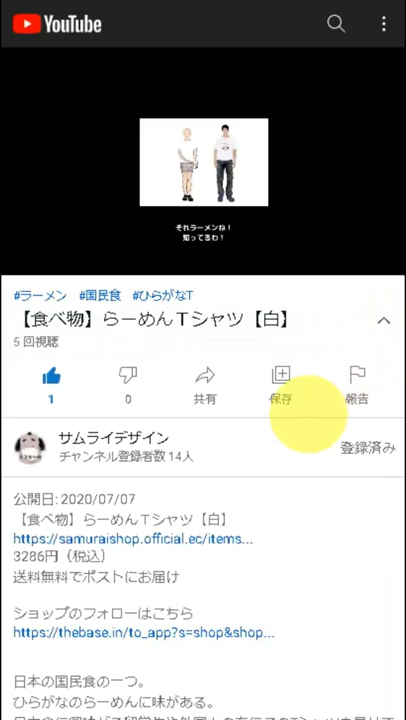 YouTube
それラーメンね！
知ってるわ！
#ラーメン #国民食 #ひらがなT
【食べ物】らーめんＴシャツ【白】
5 回視聴
1
0
共有
保存
報告
サムライデザイン
チャンネル登録者数 14人
登録済み
公開日: 2020/07/07
【食べ物】らーめんＴシャツ【白】
https://samuraishop.official.ec/items...
3286円（税込）
送料無料でポストにお届け
ショップのフォローはこちら
https://thebase.in/to_app?s=shop&shop...
日本の国民食の一つ。
ひらがなのらーめんに味がある。